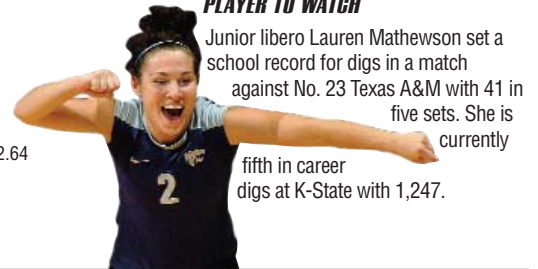 PLAYER TO WATCH
Junior libero Lauren Mathewson set a
school record for digs in a match
against No. 23 Texas A&M with 41 in
five sets. She is
currently
2.64
fifth in career
digs at K-State with 1,247.
2